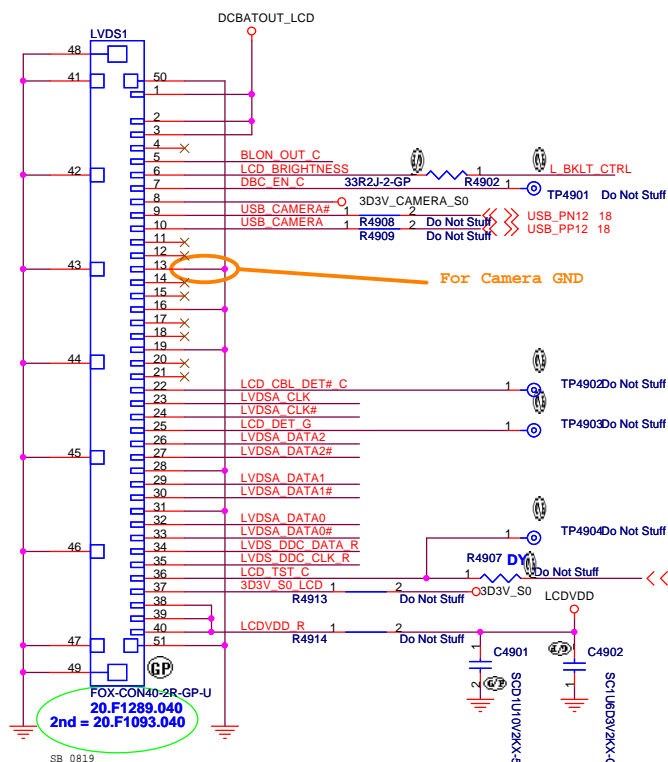 DCBATOUT_LCD
LVDS1
48
41
50
1
2
3
4
42
5 BLON_OUT_C
6 LCD_BRIGHTNESS 33R2J-2-GP R4902 1 L_BKLT_CTRL
7 DBC_EN_C 1 TP4901 Do Not Stuff
8 3D3V_CAMERA_S0
9 USB_CAMERA# 1 R4908 2 Do Not Stuff USB_PN12 18
10 USB_CAMERA 1 R4909 2 Do Not Stuff USB_PP12 18
11
12
43 13 For Camera GND
14
15
16
17
18
19
44 20
21
22 LCD_CBL_DET#_C 1 TP4902 Do Not Stuff
23 LVDSA_CLK
24 LVDSA_CLK#
25 LCD_DET_G 1 TP4903 Do Not Stuff
26 LVDSA_DATA2
45 27 LVDSA_DATA2#
28
29 LVDSA_DATA1
30 LVDSA_DATA1#
31
32 LVDSA_DATA0
33 LVDSA_DATA0# 1 TP4904 Do Not Stuff
46 34 LVDS_DDC_DATA_R
35 LVDS_DDC_CLK_R R4907 DY
36 LCD_TST_C 1 Do Not Stuff
37 3D3V_S0_LCD R4913 1 2 Do Not Stuff 3D3V_S0
38 LCDVDD
39
40 LCDVDD_R R4914 1 2 Do Not Stuff
47 51
49 GP
C4901 1 2 G/P SCD1U10V2KX-
C4902 1 SC1U6D3V2KX-
FOX-CON40-2R-GP-U
20.F1289.040
2nd = 20.F1093.040
SB 0819